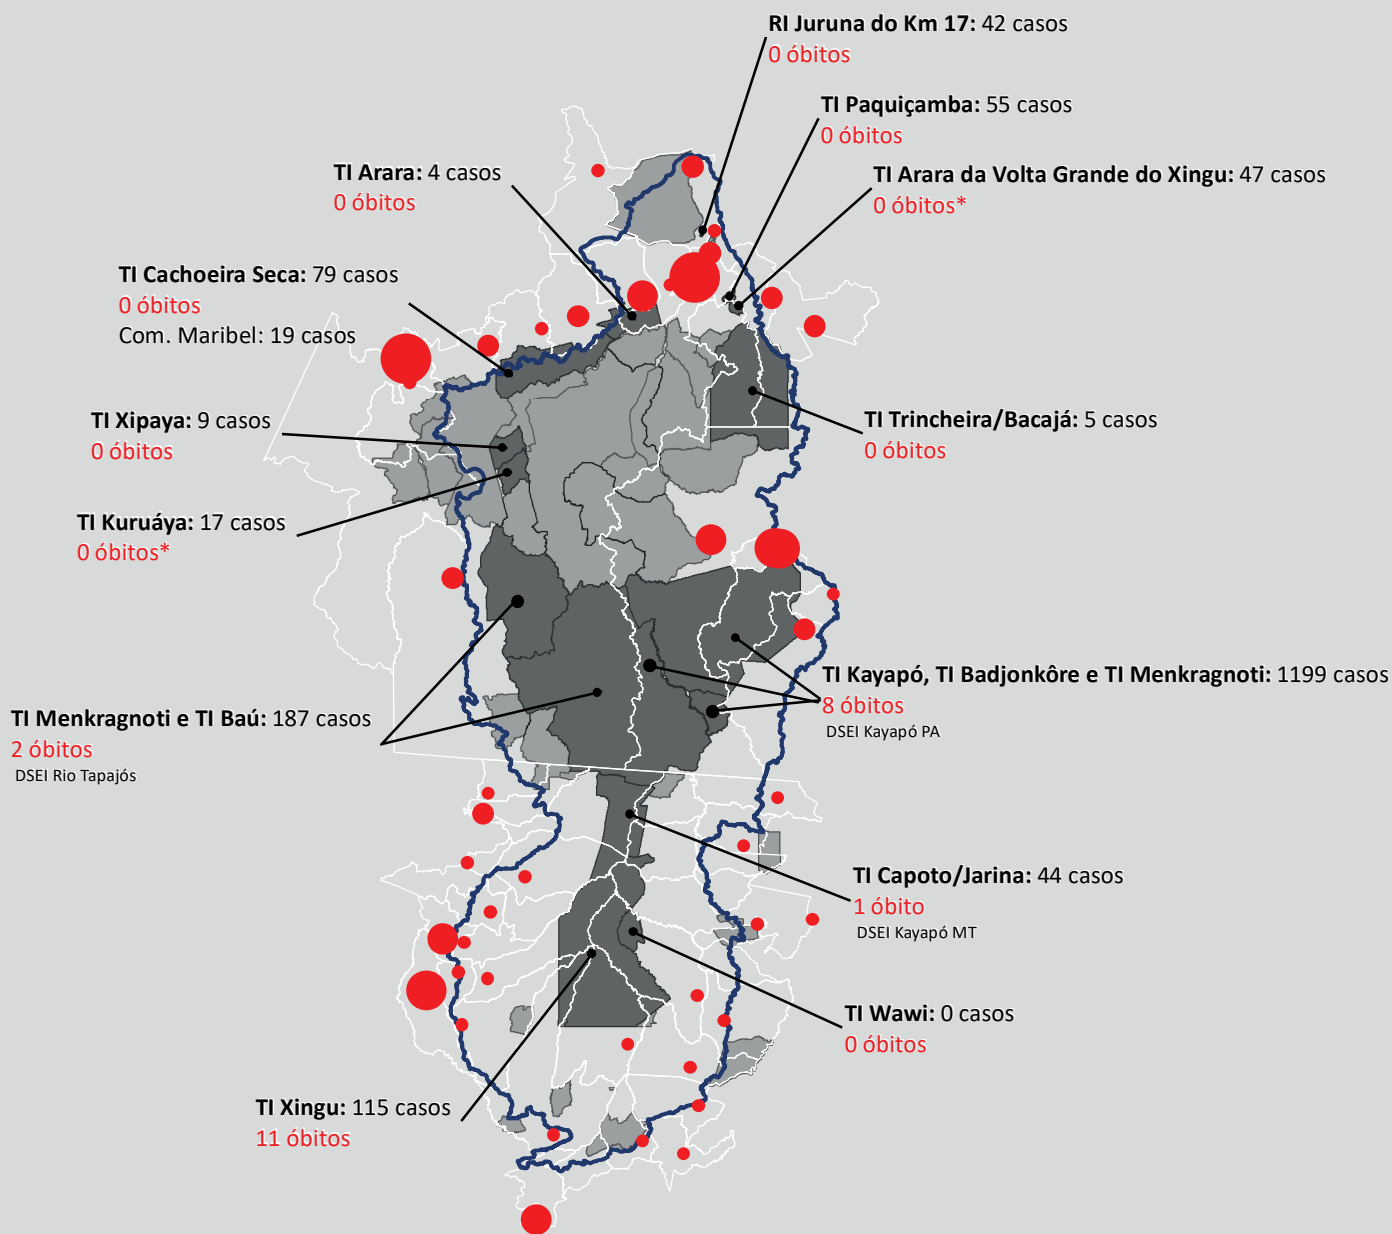 RI Juruna do Km 17: 42 casos
0 óbitos
TI Paquiçamba: 55 casos
0 óbitos
TI Arara: 4 casos
0 óbitos
TI Arara da Volta Grande do Xingu: 47 casos
0 óbitos*
TI Cachoeira Seca: 79 casos
0 óbitos
Com. Maribel: 19 casos
TI Xipaya: 9 casos
0 óbitos
TI Trincheira/Bacajá: 5 casos
0 óbitos
TI Kuruáya: 17 casos
0 óbitos*
TI Kayapó, TI Badjonkôre e TI Menkragnoti: 1199 casos
8 óbitos
DSEI Kayapó PA
TI Menkragnoti e TI Baú: 187 casos
2 óbitos
DSEI Rio Tapajós
TI Capoto/Jarina: 44 casos
1 óbito
DSEI Kayapó MT
TI Wawi: 0 casos
0 óbitos
TI Xingu: 115 casos
11 óbitos